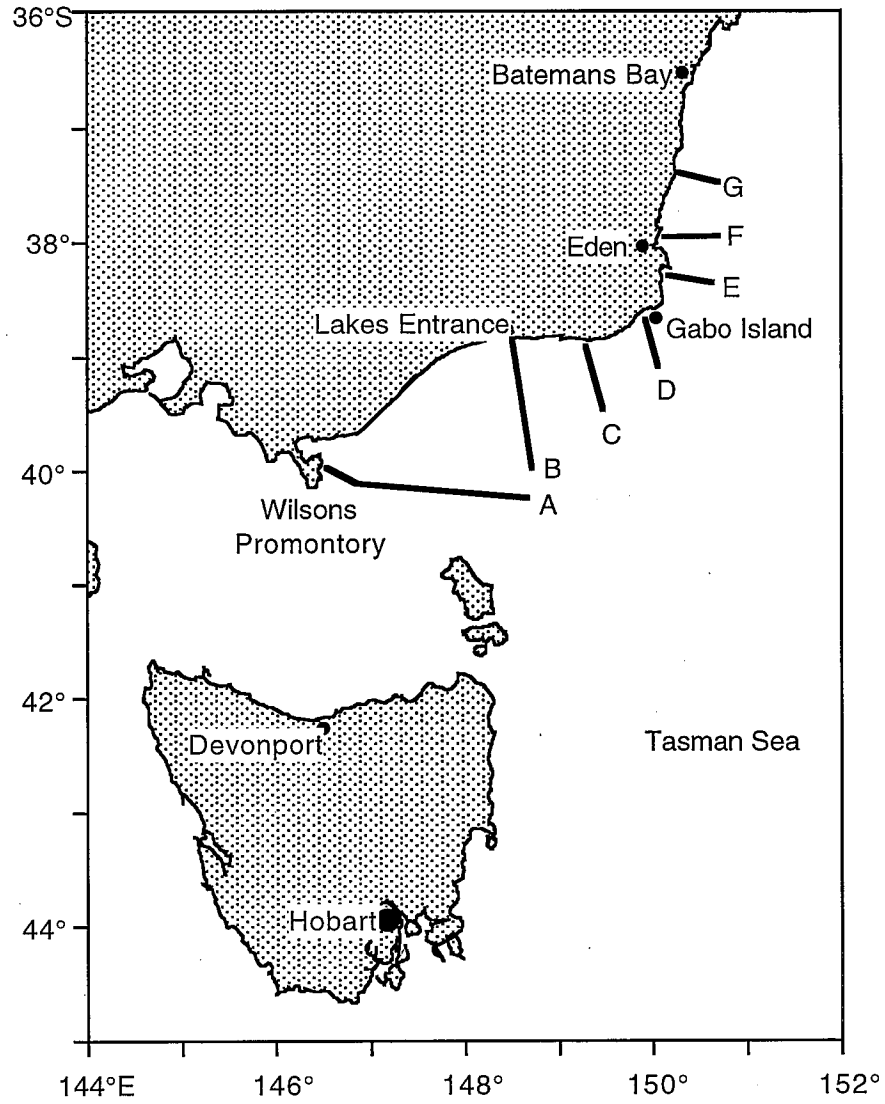 36°S
Batemans Bay
G
F
38°
Eden
E
Lakes Entrance
Gabo Island
D
C
B
40°
A
Wilsons
Promontory
42°
Devonport
Tasman Sea
Hobart
44°
144°E
146°
148°
150°
152°